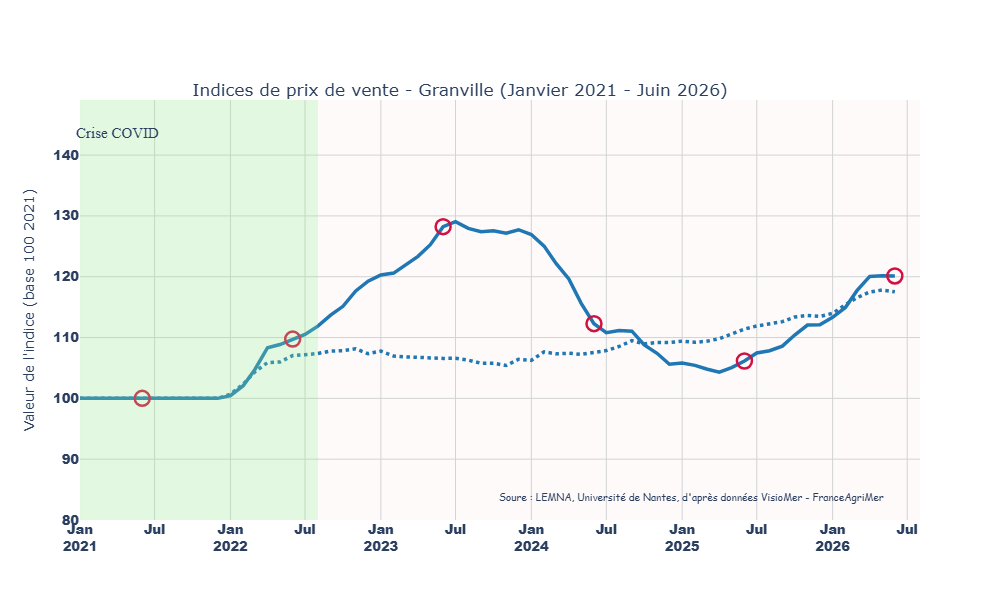 Indices de prix de vente - Granville (Janvier 2021 - Juin 2026)
Crise COVID
Valeur de l'Indice (base 100 2021)
140
130
120
110
100
90
80
Soure : LEMNA, Université de Nantes, d'après données VisioMer - FranceAgriMer
Jan Jul Jan Jul Jan Jul Jan Jul Jan Jul Jan Jul
2021 2022 2023 2024 2025 2026